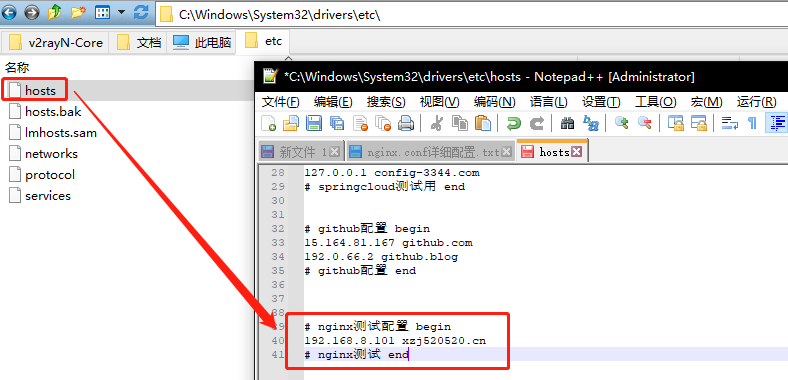 C:\Windows\System32\drivers\etc\
v2rayN-Core 文档 此电脑 etc
名称
hosts
hosts.bak
lmhosts.sam
networks
protocol
services
*C:\Windows\System32\drivers\etc\hosts - Notepad++ [Administrator]
文件(F) 编辑(E) 搜索(S) 视图(V) 编码(N) 语言(L) 设置(T) 工具(O) 宏(M) 运行(R)
新文件 1 nginx.conf详细配置.txt hosts
28 127.0.0.1 config-3344.com
29 # springcloud测试用 end
30
31
32 # github配置 begin
33 15.164.81.167 github.com
34 192.0.66.2 github.blog
35 # github配置 end
36
37
38
39 # nginx测试配置 begin
40 192.168.8.101 xzj520520.cn
41 # nginx测试 end